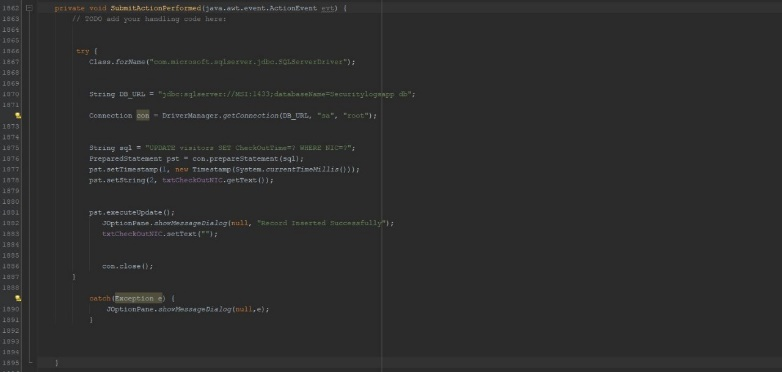 1862 private void SubmitActionPerformed(java.awt.event.ActionEvent evt) {
1863 // TODO add your handling code here:
1864
1865
1866 try {
1867 Class.forName("com.microsoft.sqlserver.jdbc.SQLServerDriver");
1868
1869
1870 String DB_URL = "jdbc:sqlserver://MSI:1433;databaseName=Securitylogsapp db";
1871
Connection con = DriverManager.getConnection(DB_URL, "sa", "root");
1873
1874
1875 String sql = "UPDATE visitors SET CheckOutTime=? WHERE NIC=?";
1876 PreparedStatement pst = con.prepareStatement(sql);
1877 pst.setTimestamp(1, new Timestamp(System.currentTimeMillis()));
1878 pst.setString(2, txtCheckOutNIC.getText());
1879
1880
1881 pst.executeUpdate();
1882 JOptionPane.showMessageDialog(null, "Record Inserted Successfully");
1883 txtCheckOutNIC.setText("");
1884
1885
1886 con.close();
1887 }
1888
catch(Exception e) {
1890 JOptionPane.showMessageDialog(null,e);
1891 }
1892
1893
1894
1895 }